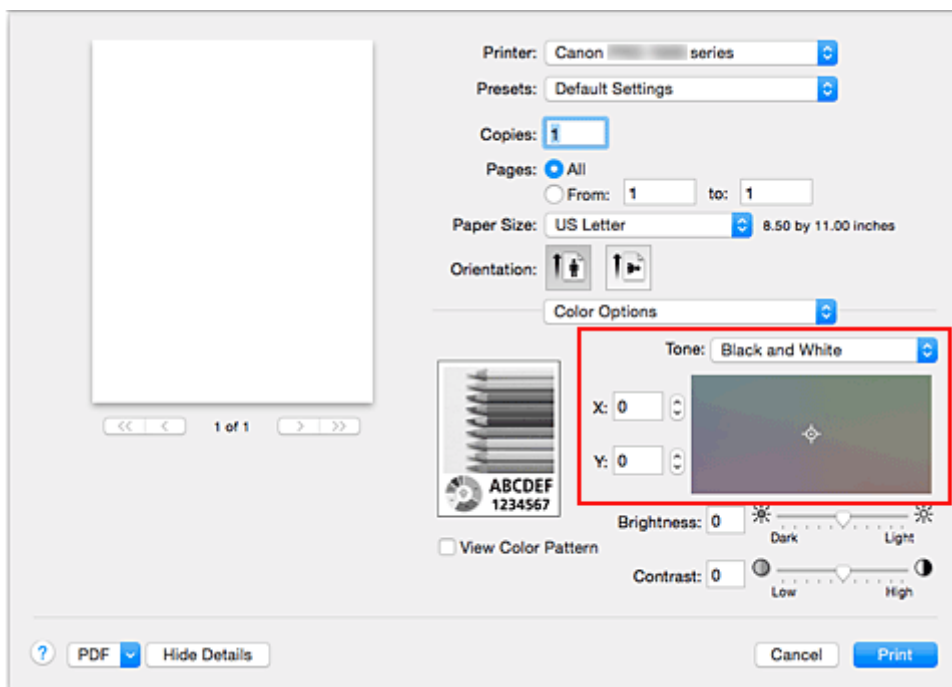 Printer: Canon series
Presets: Default Settings
Copies: 1
Pages: All
From: 1 to: 1
Paper Size: US Letter 8.50 by 11.00 inches
Orientation:
Color Options
Tone: Black and White
X: 0
Y: 0
1 of 1
ABCDEF
1234567
Brightness: 0
Dark Light
View Color Pattern
Contrast: 0
Low High
? PDF Hide Details Cancel Print